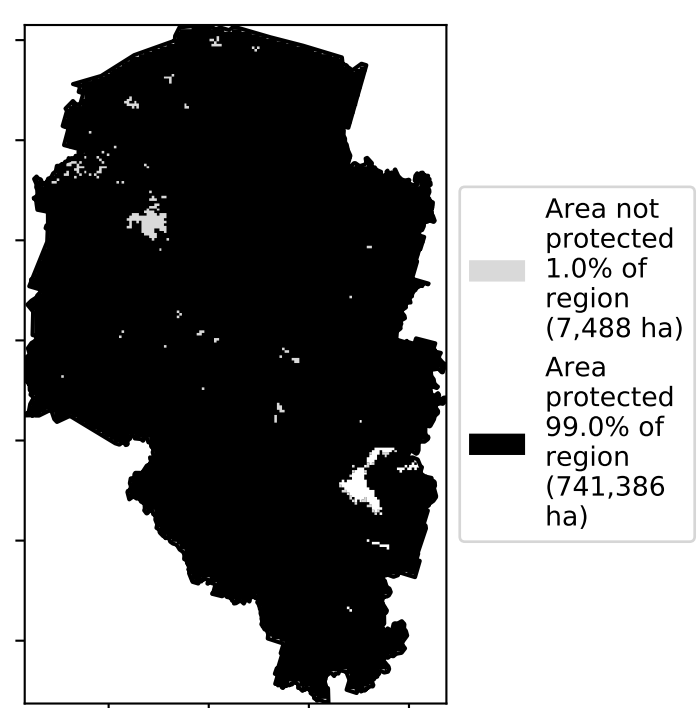 Area not
protected
1.0% of
region
(7,488 ha)
Area
protected
99.0% of
region
(741,386
ha)